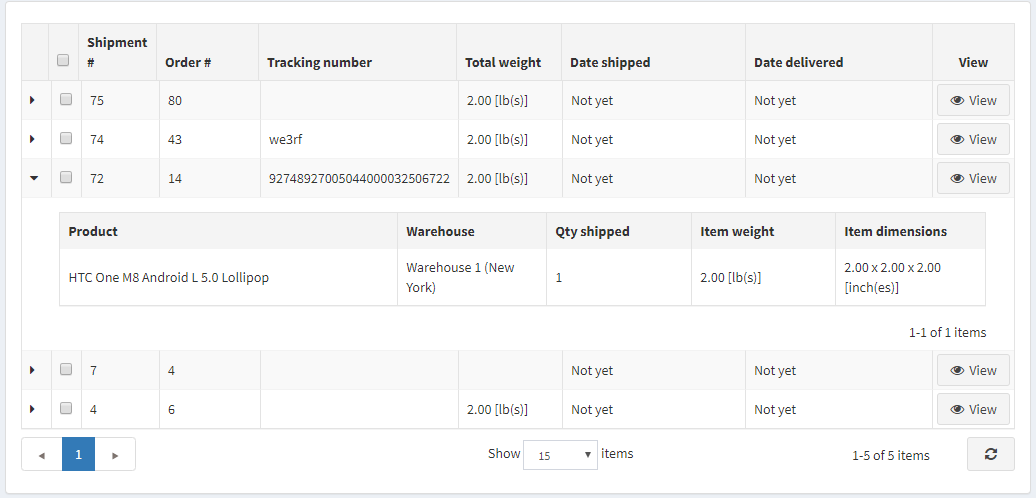 Shipment # Order # Tracking number Total weight Date shipped Date delivered View
75 80 2.00 [lb(s)] Not yet Not yet View
74 43 we3rf 2.00 [lb(s)] Not yet Not yet View
72 14 92748927005044000032506722 2.00 [lb(s)] Not yet Not yet View
Product Warehouse Qty shipped Item weight Item dimensions
HTC One M8 Android L 5.0 Lollipop Warehouse 1 (New York) 1 2.00 [lb(s)] 2.00 x 2.00 x 2.00 [inch(es)]
1-1 of 1 items
7 4 Not yet Not yet View
4 6 2.00 [lb(s)] Not yet Not yet View
1 Show 15 items 1-5 of 5 items